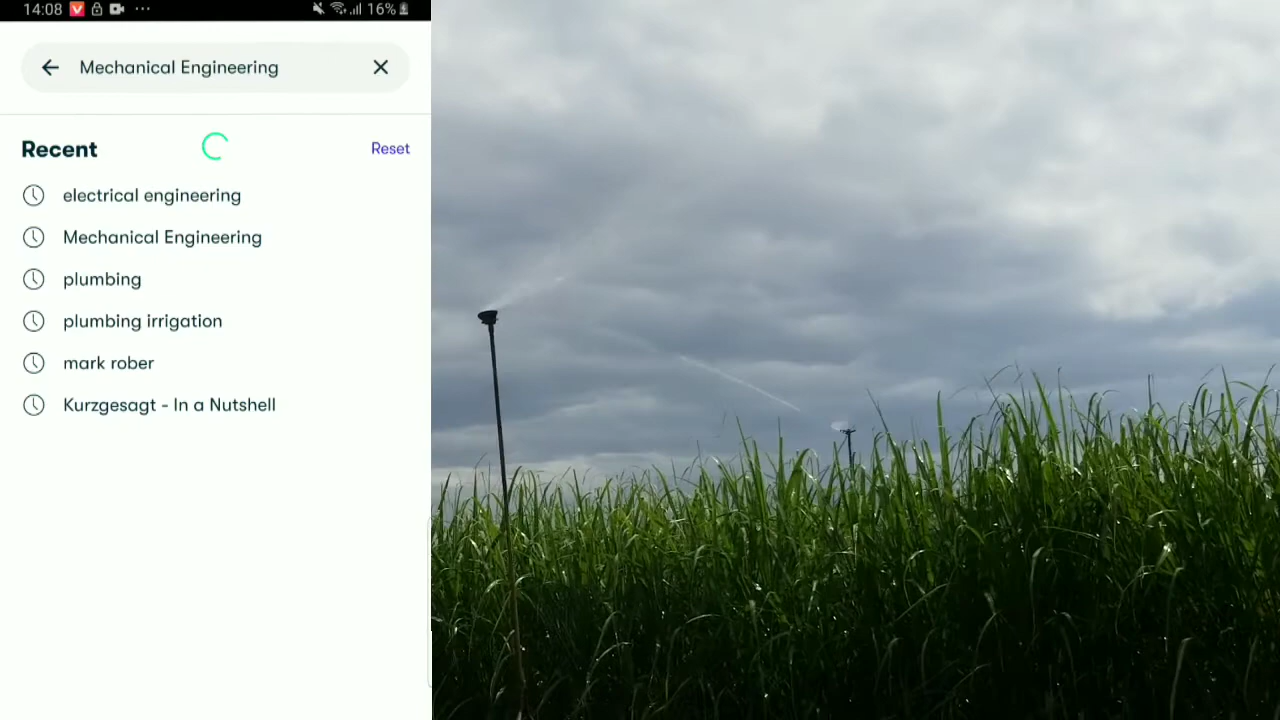 14:08 16%
Mechanical Engineering
Recent Reset
electrical engineering
Mechanical Engineering
plumbing
plumbing irrigation
mark rober
Kurzgesagt - In a Nutshell